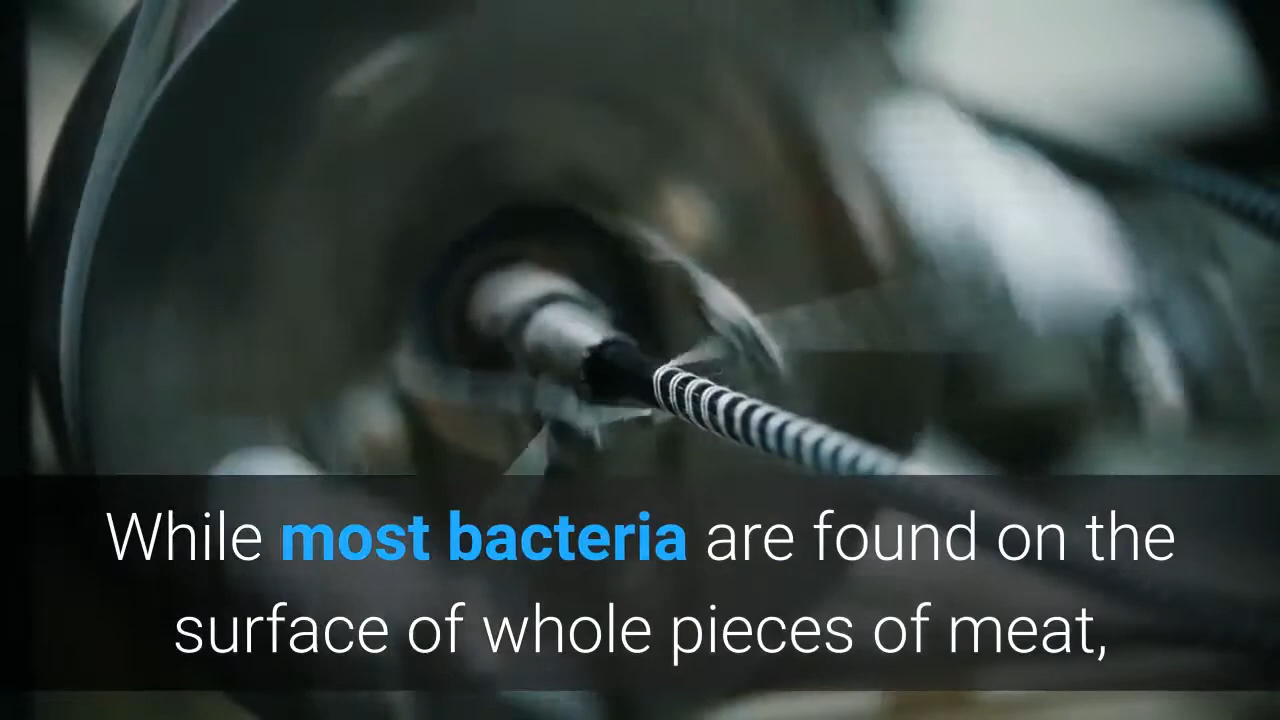 While most bacteria are found on the
surface of whole pieces of meat,